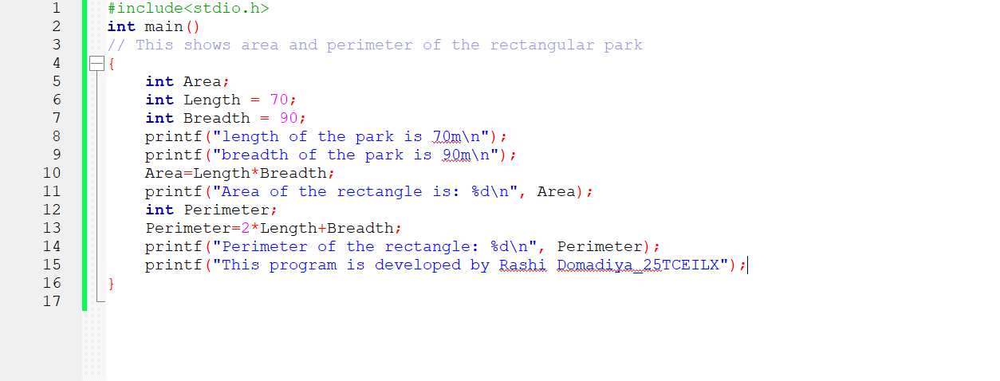 1 #include<stdio.h>
2 int main()
3 // This shows area and perimeter of the rectangular park
4 {
5 int Area;
6 int Length = 70;
7 int Breadth = 90;
8 printf("length of the park is 70m\n");
9 printf("breadth of the park is 90m\n");
10 Area=Length*Breadth;
11 printf("Area of the rectangle is: %d\n", Area);
12 int Perimeter;
13 Perimeter=2*Length+Breadth;
14 printf("Perimeter of the rectangle: %d\n", Perimeter);
15 printf("This program is developed by Rashi Domadiya_25TCEILX");
16 }
17